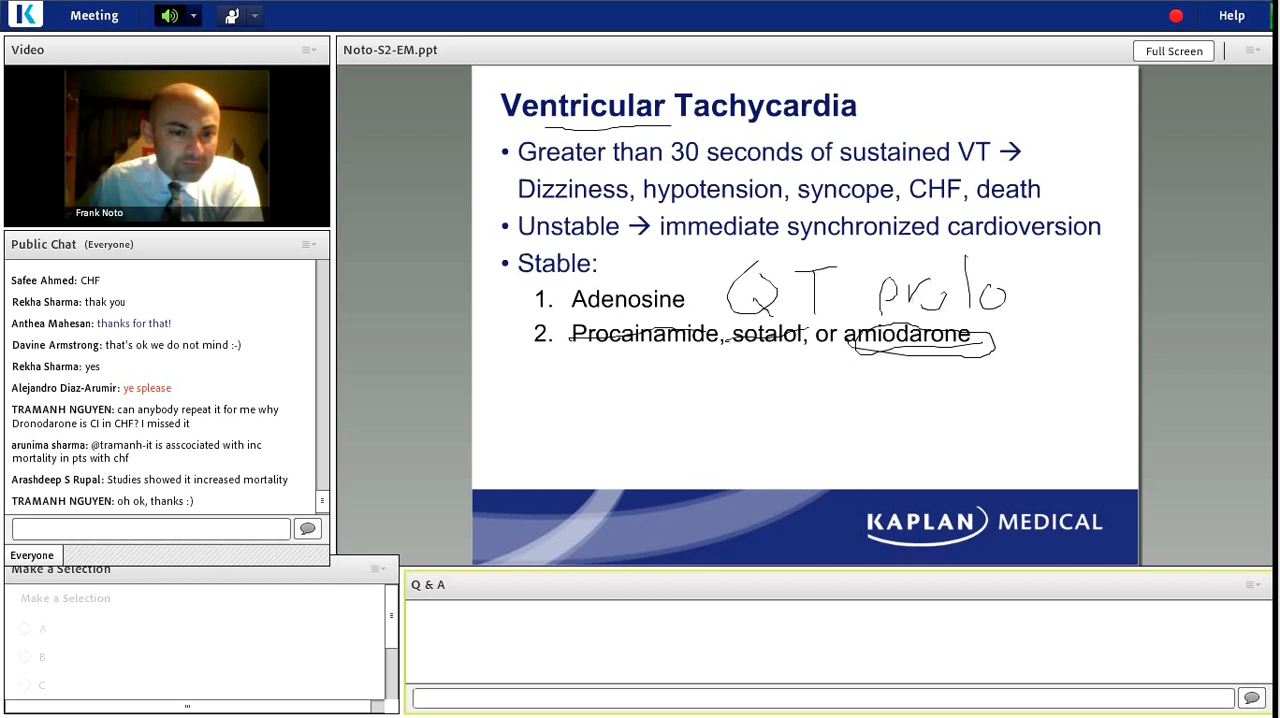 Meeting
Help
Video
Frank Noto
Public Chat (Everyone)
Safee Ahmed: CHF
Rekha Sharma: thak you
Anthea Mahesan: thanks for that!
Davine Armstrong: that's ok we do not mind :-)
Rekha Sharma: yes
Alejandro Diaz-Arumir: ye splease
TRAMANH NGUYEN: can anybody repeat it for me why
Dronodarone is CI in CHF? I missed it
arunima sharma: @tramanh-it is asscociated with inc
mortality in pts with chf
Arashdeep S Rupal: Studies showed it increased mortality
TRAMANH NGUYEN: oh ok, thanks :)
Everyone
Make a Selection
Make a Selection
A
B
C
Noto-S2-EM.ppt
Full Screen
Ventricular Tachycardia
• Greater than 30 seconds of sustained VT →
Dizziness, hypotension, syncope, CHF, death
• Unstable → immediate synchronized cardioversion
• Stable:
1. Adenosine QT prolo
2. Procainamide, sotalol, or amiodarone
KAPLAN MEDICAL
Q & A